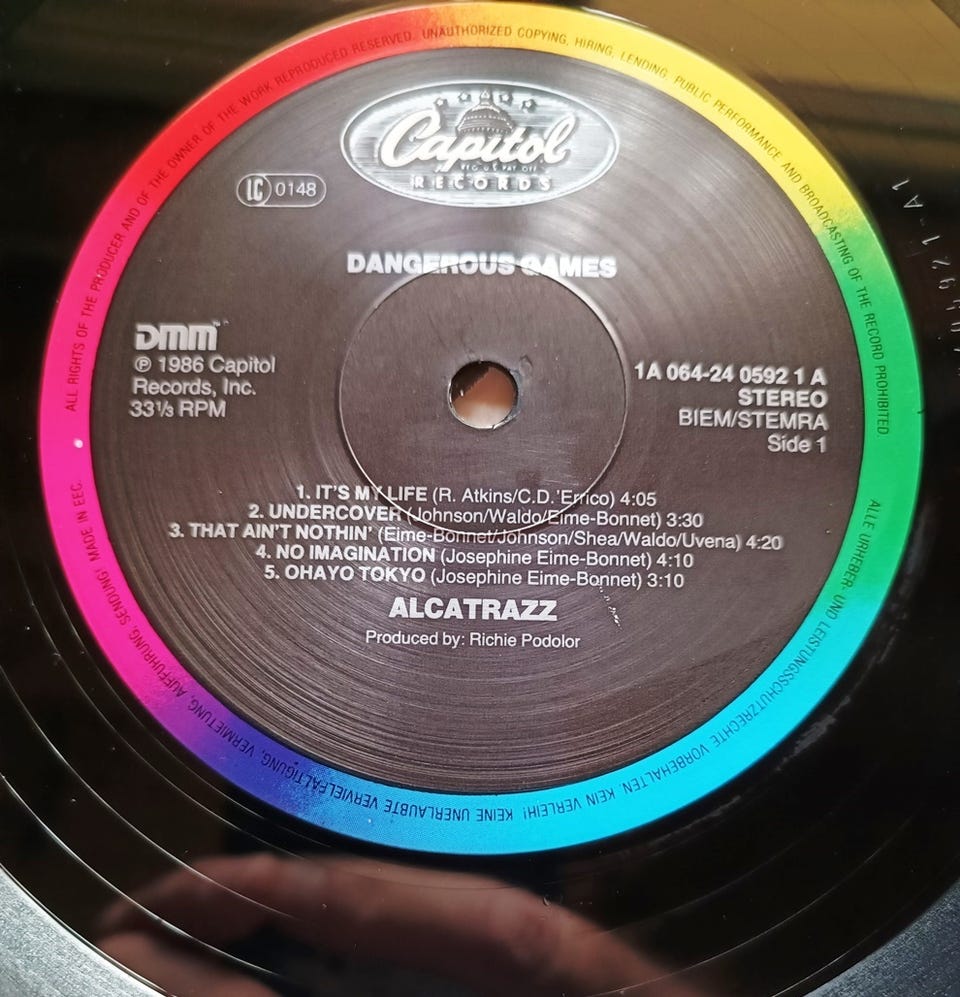 ALL RIGHTS OF THE PRODUCER AND OF THE OWNER OF THE WORK REPRODUCED RESERVED. UNAUTHORIZED COPYING, HIRING, LENDING, PUBLIC PERFORMANCE AND BROADCASTING OF THE RECORD PROHIBITED.
Capitol
REG. U.S. PAT. OFF.
RECORDS
LC 0148
DANGEROUS GAMES
DMM™
℗ 1986 Capitol
Records, Inc.
33⅓ RPM
1A 064-24 0592 1 A
STEREO
BIEM/STEMRA
Side 1
1. IT'S MY LIFE (R. Atkins/C.D.'Errico) 4:05
2. UNDERCOVER (Johnson/Waldo/Eime-Bonnet) 3:30
3. THAT AIN'T NOTHIN' (Eime-Bonnet/Johnson/Shea/Waldo/Uvena) 4:20
4. NO IMAGINATION (Josephine Eime-Bonnet) 4:10
5. OHAYO TOKYO (Josephine Eime-Bonnet) 3:10
ALCATRAZZ
Produced by: Richie Podolor
ALLE URHEBER- UND LEISTUNGSSCHUTZRECHTE VORBEHALTEN. KEIN VERLEIH! KEINE UNERLAUBTE VERVIELFÄLTIGUNG, VERMIETUNG, AUFFÜHRUNG, SENDUNG! MADE IN EEC.